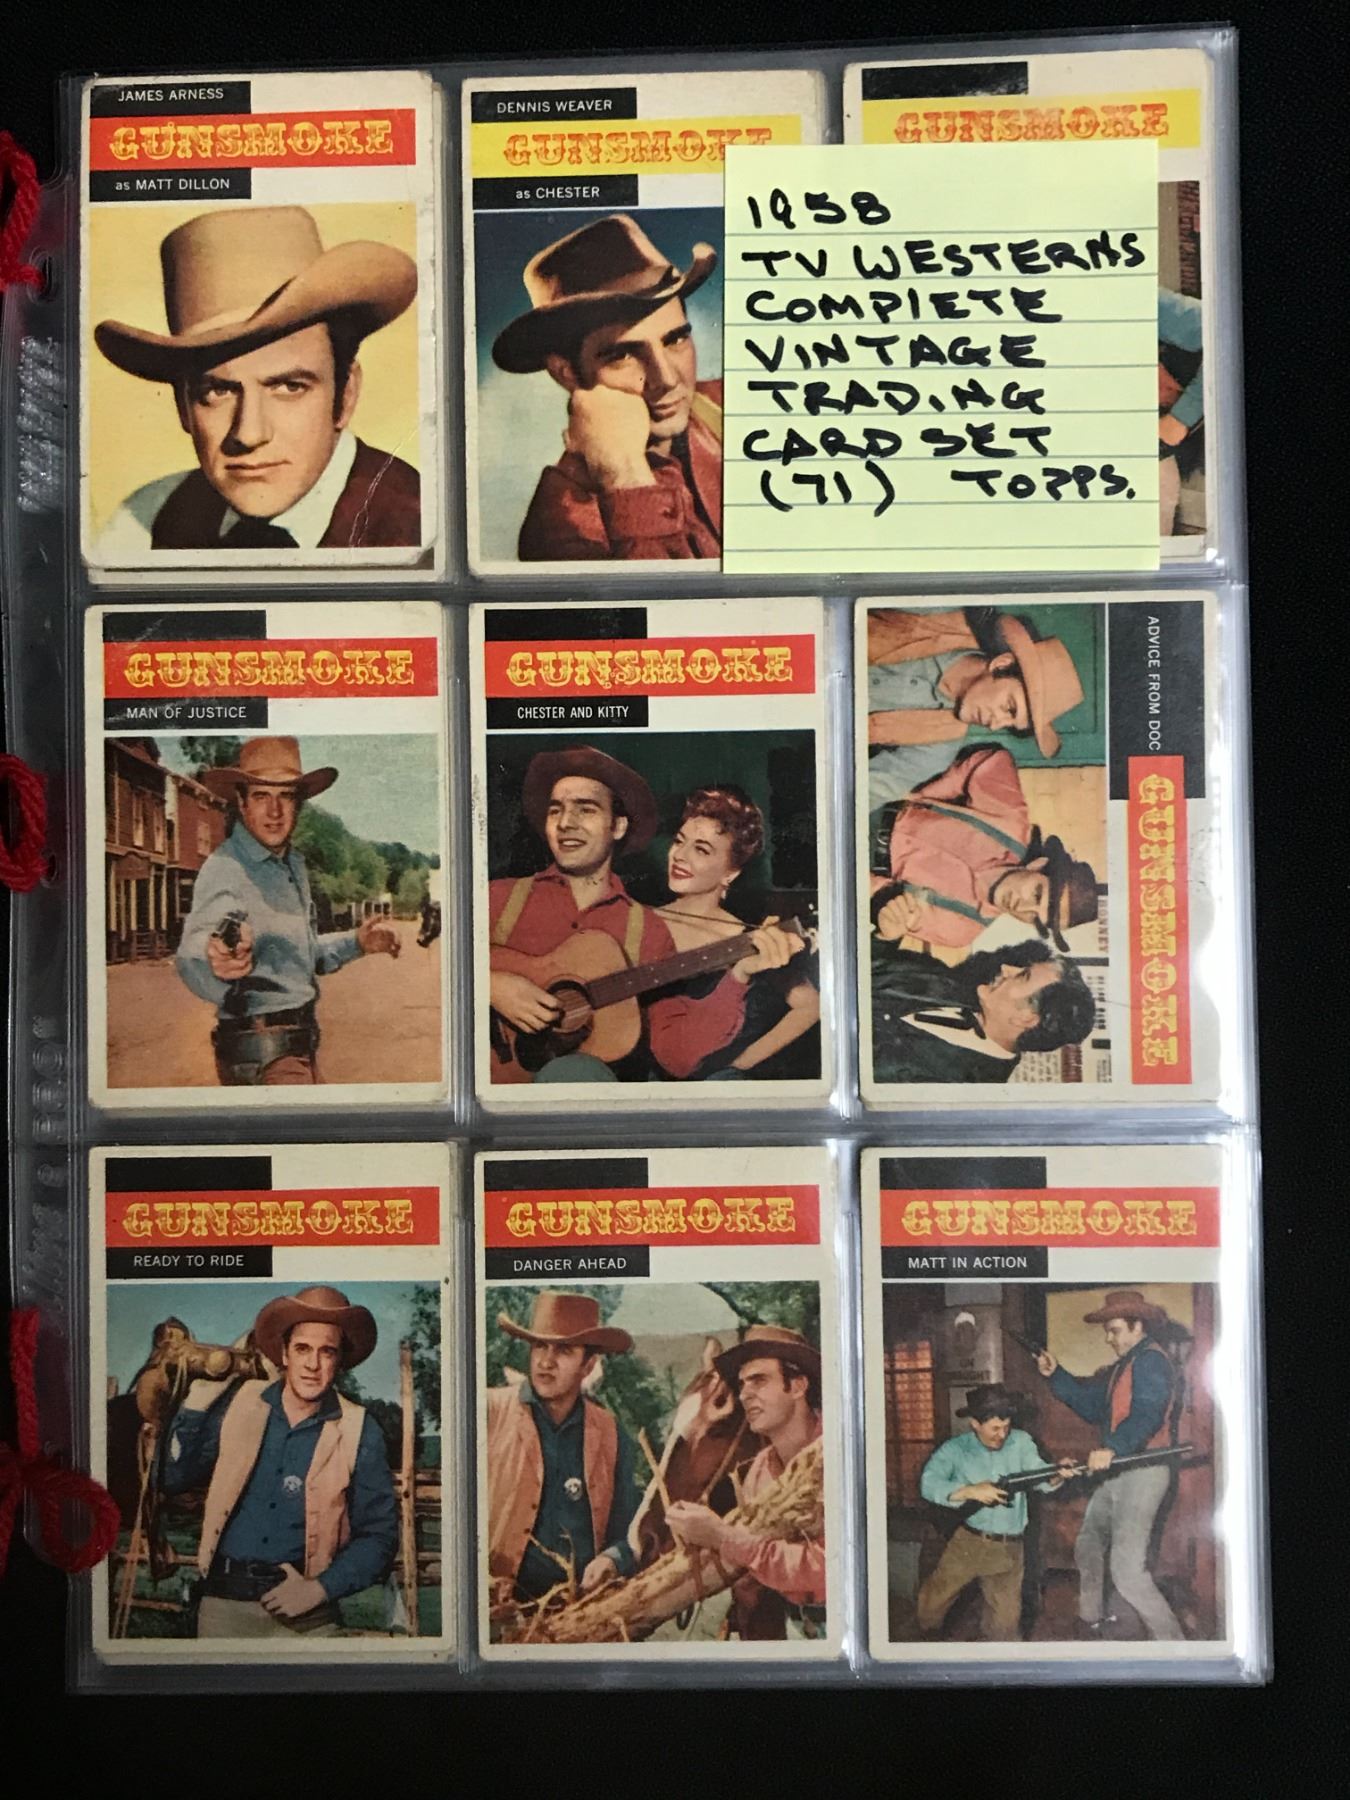 JAMES ARNESS
GUNSMOKE
as MATT DILLON
DENNIS WEAVER
GUNSMOKE
as CHESTER
GUNSMOKE
1958
TV WESTERNS
COMPlETE
VINTAGE
TRADiNG
CARD SET
(71) TOPPS.
GUNSMOKE
MAN OF JUSTICE
GUNSMOKE
CHESTER AND KITTY
ADVICE FROM DOC
GUNSMOKE
GUNSMOKE
READY TO RIDE
GUNSMOKE
DANGER AHEAD
GUNSMOKE
MATT IN ACTION